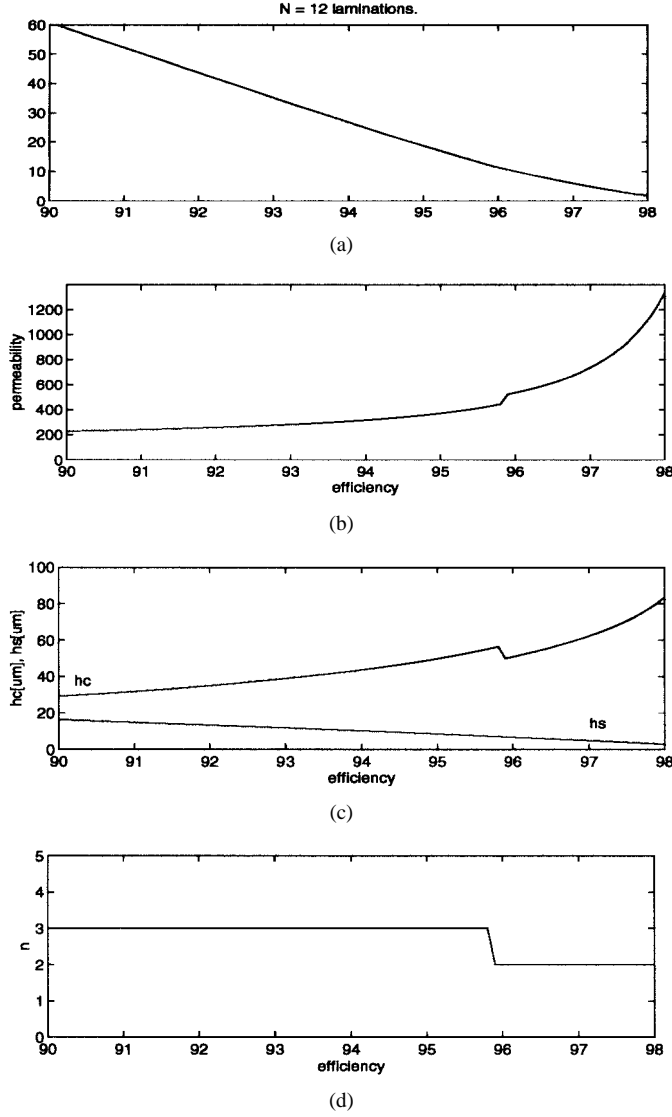 N = 12 laminations.
60
50
40
30
20
10
0
90 91 92 93 94 95 96 97 98
(a)
permeability
1200
1000
800
600
400
200
0
90 91 92 93 94 95 96 97 98
efficiency
(b)
hc[um], hs[um]
100
80
60
40
20
0
hc
hs
90 91 92 93 94 95 96 97 98
efficiency
(c)
n
5
4
3
2
1
0
90 91 92 93 94 95 96 97 98
efficiency
(d)